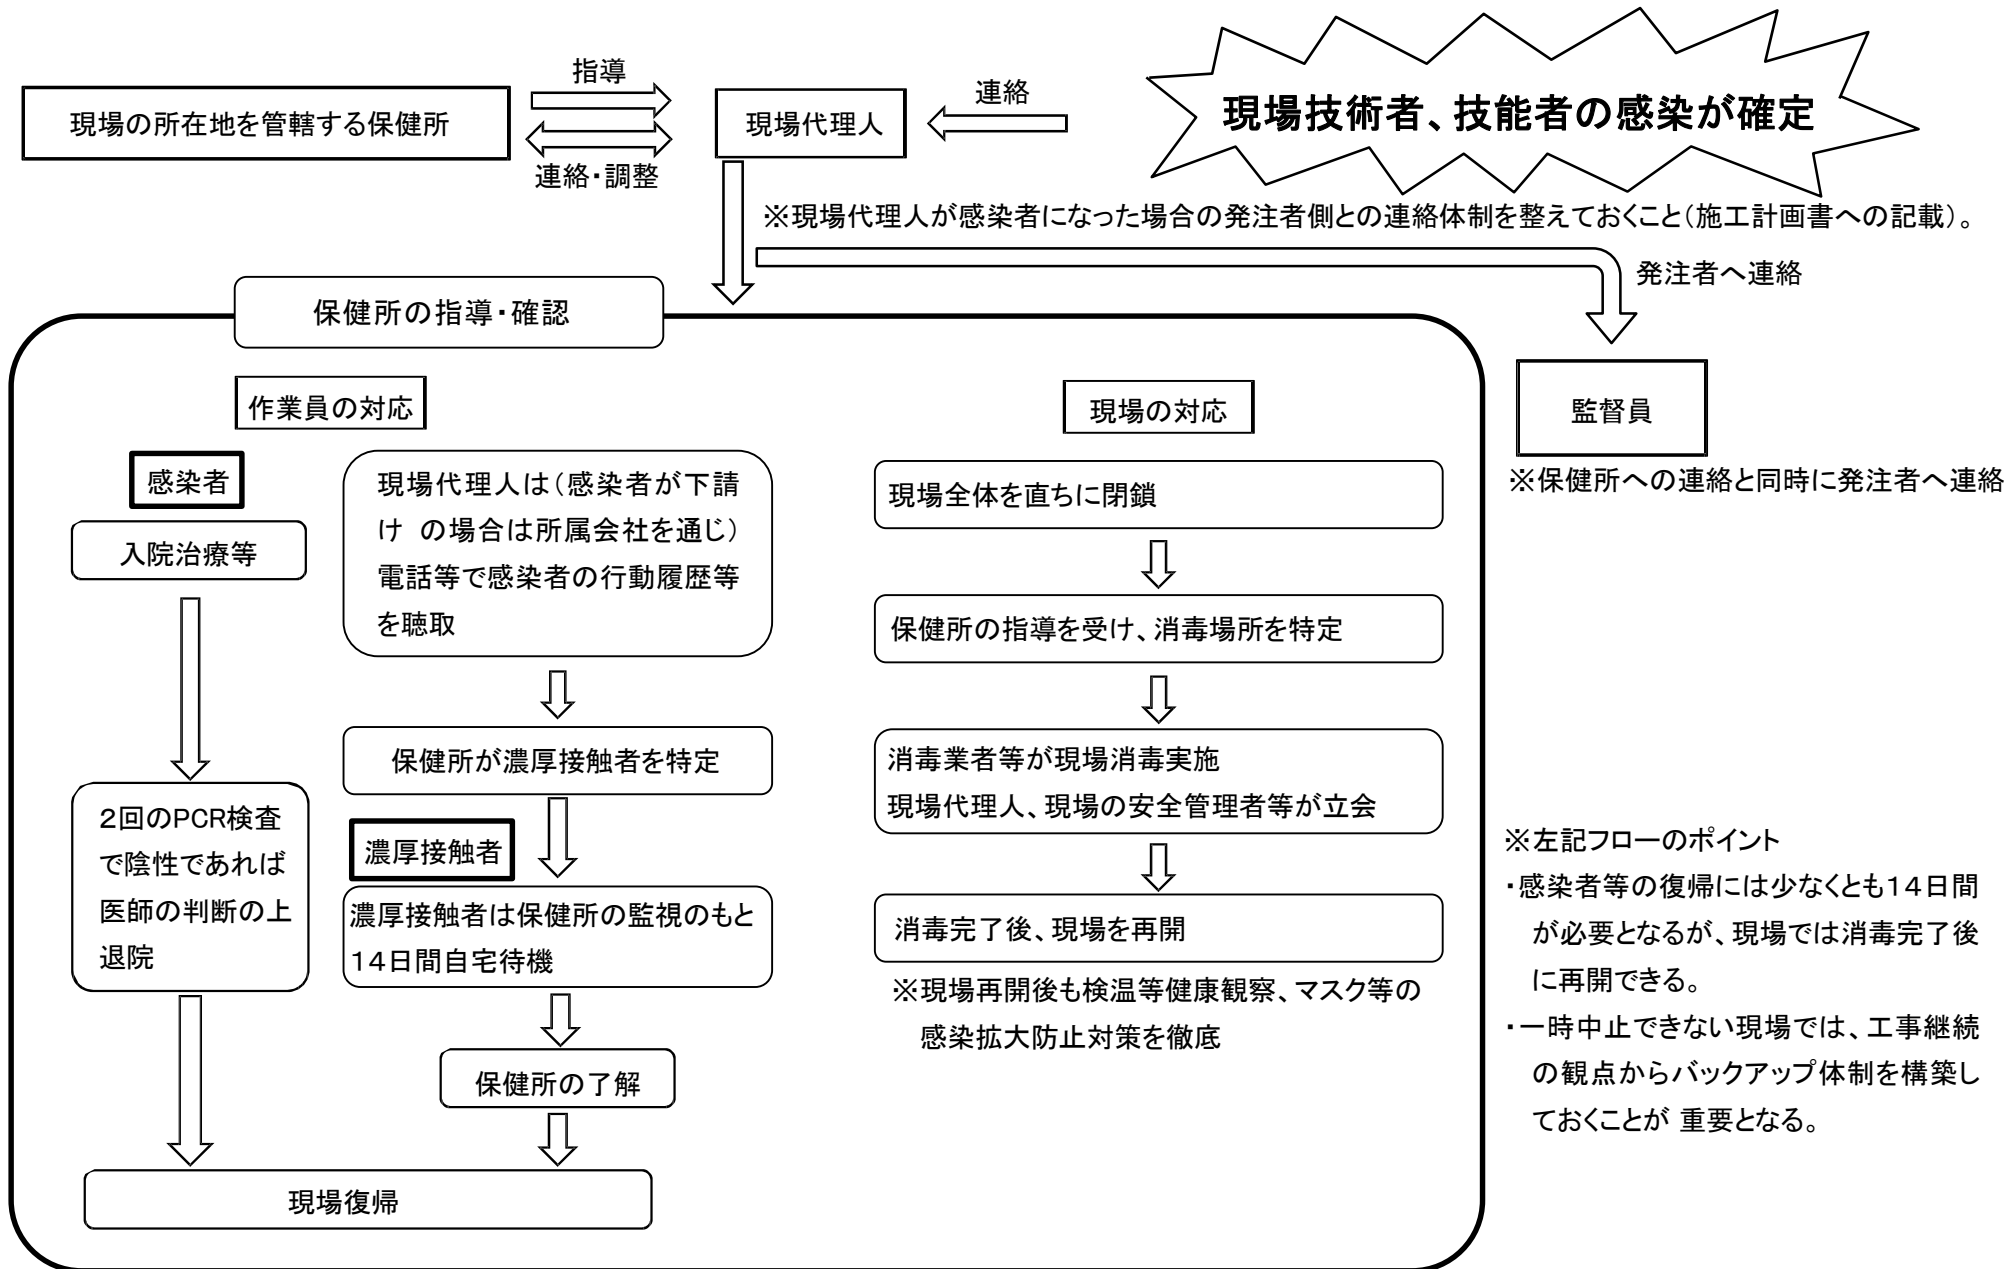 指導
現場の所在地を管轄する保健所
連絡・調整
現場代理人
連絡
現場技術者、技能者の感染が確定
※現場代理人が感染者になった場合の発注者側との連絡体制を整えておくこと（施工計画書への記載）。
発注者へ連絡
監督員
※保健所への連絡と同時に発注者へ連絡
保健所の指導・確認
作業員の対応
感染者
入院治療等
２回のPCR検査
で陰性であれば
医師の判断の上
退院
現場代理人は（感染者が下請
け の場合は所属会社を通じ）
電話等で感染者の行動履歴等
を聴取
保健所が濃厚接触者を特定
濃厚接触者
濃厚接触者は保健所の監視のもと
１４日間自宅待機
保健所の了解
現場復帰
現場の対応
現場全体を直ちに閉鎖
保健所の指導を受け、消毒場所を特定
消毒業者等が現場消毒実施
現場代理人、現場の安全管理者等が立会
消毒完了後、現場を再開
※現場再開後も検温等健康観察、マスク等の
感染拡大防止対策を徹底
※左記フローのポイント
・感染者等の復帰には少なくとも１４日間
が必要となるが、現場では消毒完了後
に再開できる。
・一時中止できない現場では、工事継続
の観点からバックアップ体制を構築し
ておくことが 重要となる。